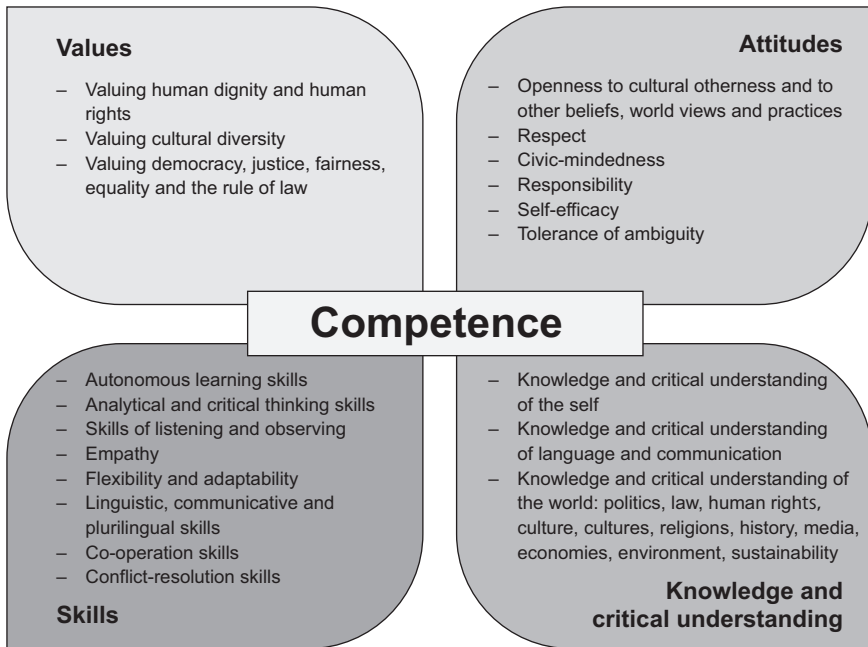 Values
– Valuing human dignity and human
rights
– Valuing cultural diversity
– Valuing democracy, justice, fairness,
equality and the rule of law
Attitudes
– Openness to cultural otherness and to
other beliefs, world views and practices
– Respect
– Civic-mindedness
– Responsibility
– Self-efficacy
– Tolerance of ambiguity
Competence
– Autonomous learning skills
– Analytical and critical thinking skills
– Skills of listening and observing
– Empathy
– Flexibility and adaptability
– Linguistic, communicative and
plurilingual skills
– Co-operation skills
– Conflict-resolution skills
Skills
– Knowledge and critical understanding
of the self
– Knowledge and critical understanding
of language and communication
– Knowledge and critical understanding of
the world: politics, law, human rights,
culture, cultures, religions, history, media,
economies, environment, sustainability
Knowledge and
critical understanding